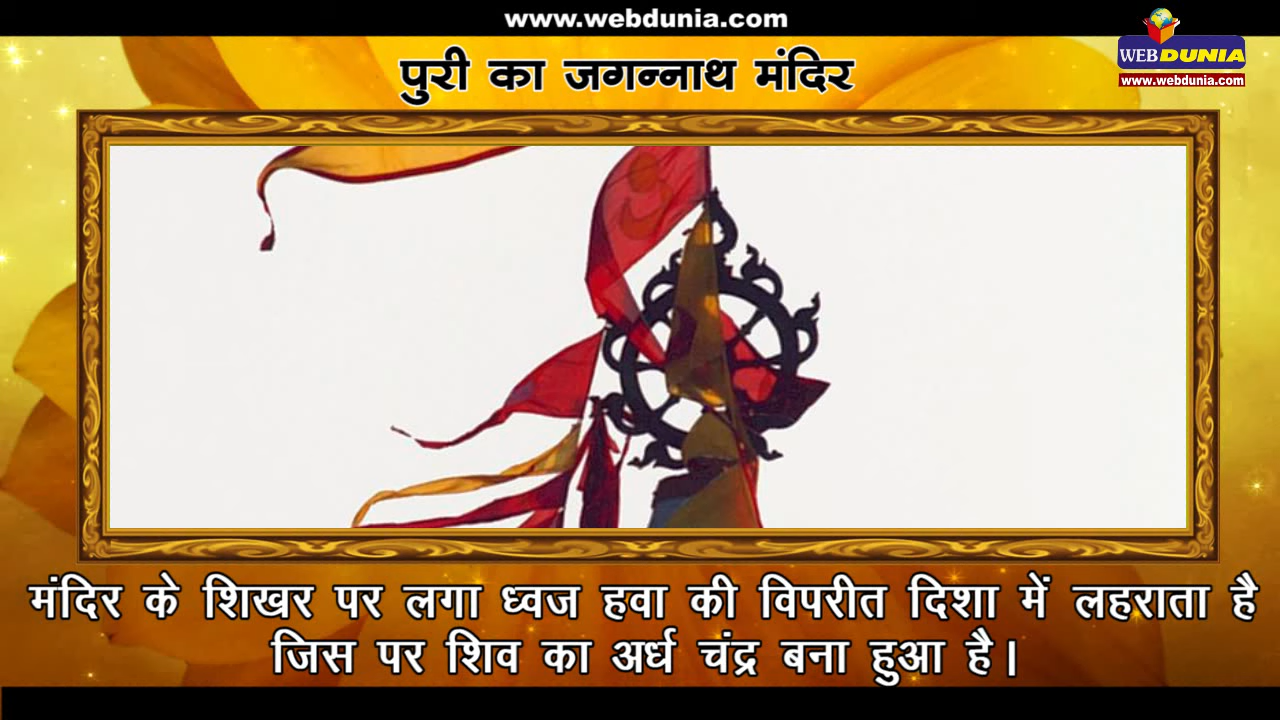 www.webdunia.com
WEBDUNIA
www.webdunia.com
पुरी का जगन्नाथ मंदिर
मंदिर के शिखर पर लगा ध्वज हवा की विपरीत दिशा में लहराता है
जिस पर शिव का अर्ध चंद्र बना हुआ है।